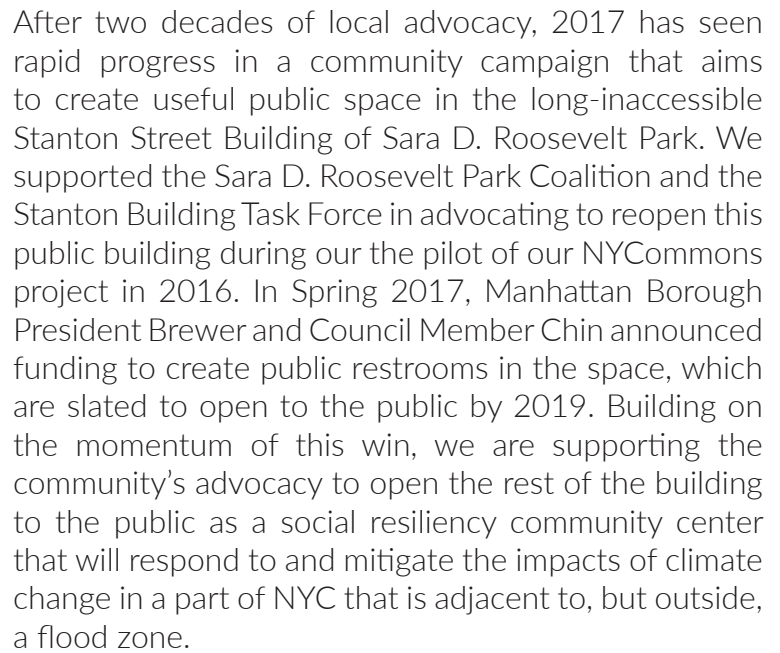 After two decades of local advocacy, 2017 has seen
rapid progress in a community campaign that aims
to create useful public space in the long-inaccessible
Stanton Street Building of Sara D. Roosevelt Park. We
supported the Sara D. Roosevelt Park Coalition and the
Stanton Building Task Force in advocating to reopen this
public building during our the pilot of our NYCommons
project in 2016. In Spring 2017, Manhattan Borough
President Brewer and Council Member Chin announced
funding to create public restrooms in the space, which
are slated to open to the public by 2019. Building on
the momentum of this win, we are supporting the
community’s advocacy to open the rest of the building
to the public as a social resiliency community center
that will respond to and mitigate the impacts of climate
change in a part of NYC that is adjacent to, but outside,
a flood zone.